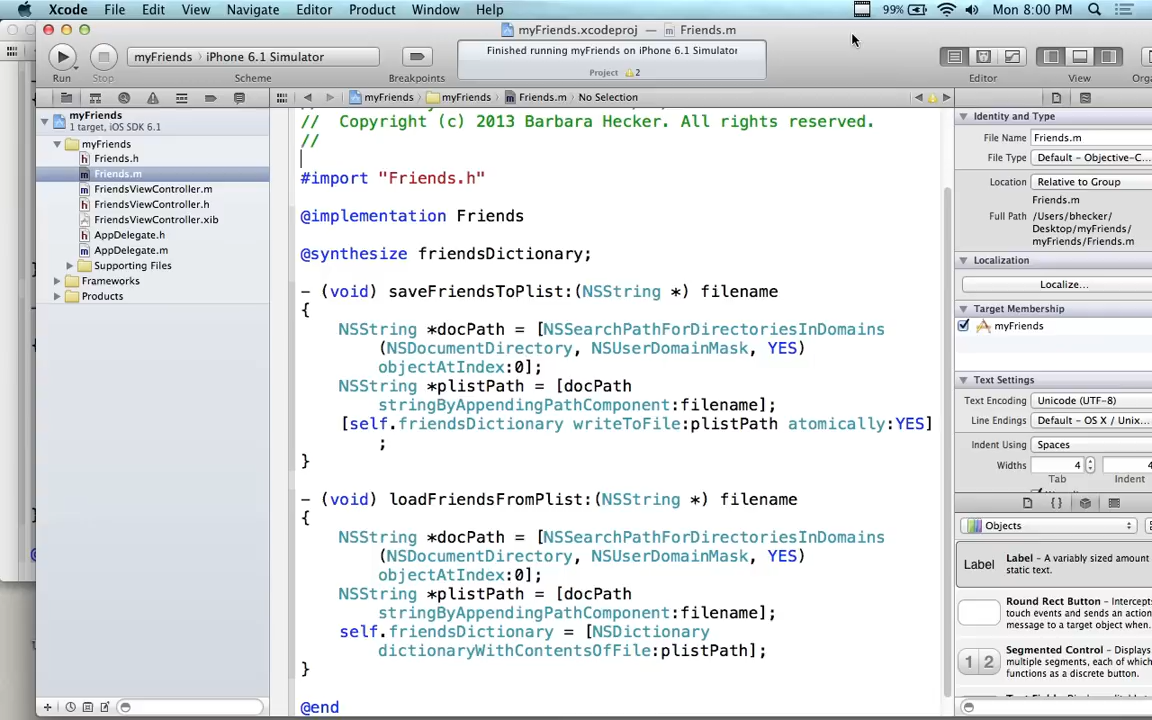 Xcode File Edit View Navigate Editor Product Window Help 99% Mon 8:00 PM
myFriends.xcodeproj — Friends.m
myFriends › iPhone 6.1 Simulator
Finished running myFriends on iPhone 6.1 Simulator
Project 2
Run Stop Scheme Breakpoints Editor View
myFriends › myFriends › Friends.m › No Selection
myFriends
1 target, iOS SDK 6.1
myFriends
Friends.h
Friends.m
FriendsViewController.m
FriendsViewController.h
FriendsViewController.xib
AppDelegate.h
AppDelegate.m
Supporting Files
Frameworks
Products
// Copyright (c) 2013 Barbara Hecker. All rights reserved.
//
#import "Friends.h"
@implementation Friends
@synthesize friendsDictionary;
- (void) saveFriendsToPlist:(NSString *) filename
{
NSString *docPath = [NSSearchPathForDirectoriesInDomains
(NSDocumentDirectory, NSUserDomainMask, YES)
objectAtIndex:0];
NSString *plistPath = [docPath
stringByAppendingPathComponent:filename];
[self.friendsDictionary writeToFile:plistPath atomically:YES]
;
}
- (void) loadFriendsFromPlist:(NSString *) filename
{
NSString *docPath = [NSSearchPathForDirectoriesInDomains
(NSDocumentDirectory, NSUserDomainMask, YES)
objectAtIndex:0];
NSString *plistPath = [docPath
stringByAppendingPathComponent:filename];
self.friendsDictionary = [NSDictionary
dictionaryWithContentsOfFile:plistPath];
}
@end
Identity and Type
File Name Friends.m
File Type Default - Objective-C...
Location Relative to Group
Friends.m
Full Path /Users/bhecker/
Desktop/myFriends/
myFriends/Friends.m
Localization
Localize...
Target Membership
myFriends
Text Settings
Text Encoding Unicode (UTF-8)
Line Endings Default - OS X / Unix...
Indent Using Spaces
Widths 4 4
Tab Indent
{ }
Objects
Label
Label - A variably sized amount
static text.
Round Rect Button - Intercepts
touch events and sends an action
message to a target object when.
1 2
Segmented Control - Displays
multiple segments, each of which
functions as a discrete button.